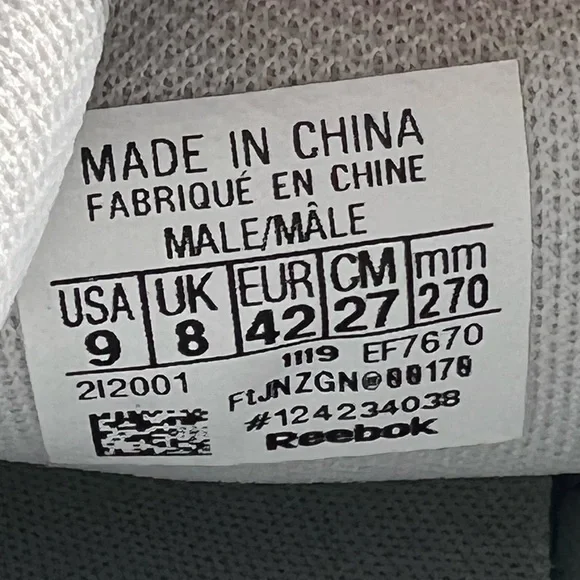 MADE IN CHINA
FABRIQUÉ EN CHINE
MALE/MÂLE
USA UK EUR CM mm
9 8 42 27 270
1119 EF7670
2I2001
FtJNZGN@00170
#124234038
Reebok